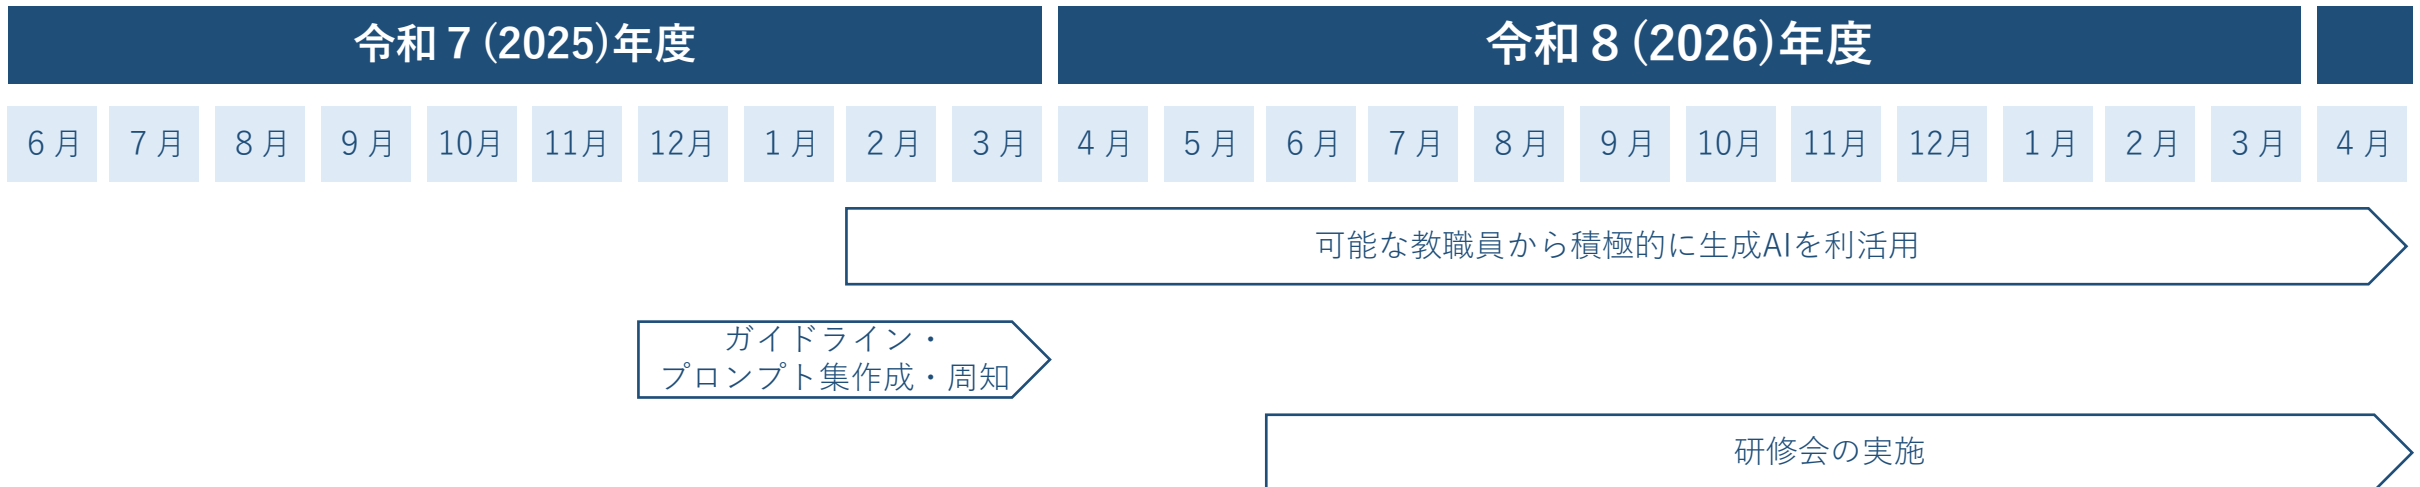 令和７(2025)年度
令和８(2026)年度
６月
７月
８月
９月
10月
11月
12月
１月
２月
３月
４月
５月
６月
７月
８月
９月
10月
11月
12月
１月
２月
３月
４月
可能な教職員から積極的に生成AIを利活用
ガイドライン・
プロンプト集作成・周知
研修会の実施